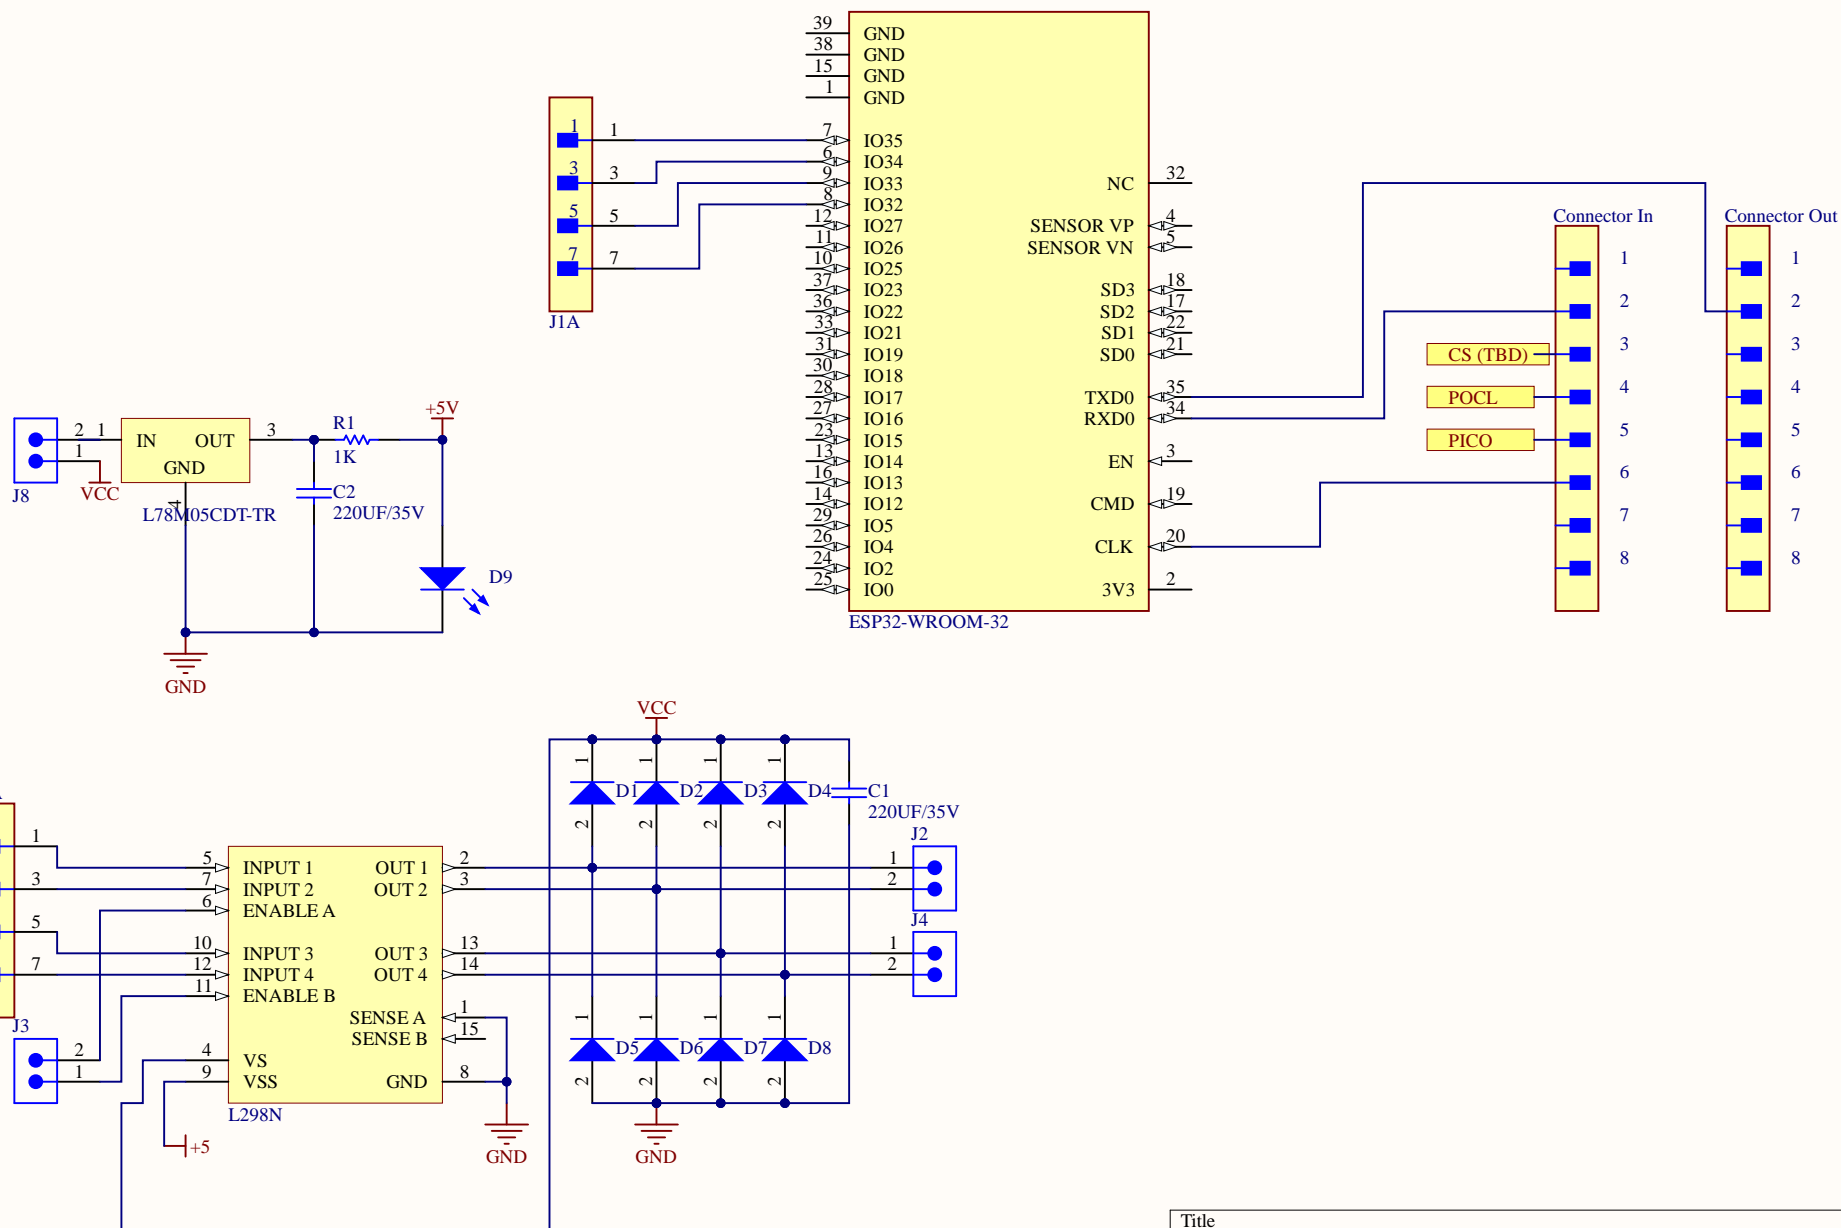 39 GND
38 GND
15 GND
1 GND
1 1 7 IO35
6 IO34
3 3 9 IO33
8 IO32
5 5 12 IO27
11 IO26
7 7 10 IO25
37 IO23
36 IO22
33 IO21
31 IO19
30 IO18
28 IO17
27 IO16
23 IO15
13 IO14
16 IO13
14 IO12
29 IO5
26 IO4
24 IO2
25 IO0
J1A
NC 32
SENSOR VP 4
SENSOR VN 5
SD3 18
SD2 17
SD1 22
SD0 21
TXD0 35
RXD0 34
EN 3
CMD 19
CLK 20
3V3 2
ESP32-WROOM-32
Connector In
1
2
CS (TBD) 3
POCL 4
PICO 5
6
7
8
Connector Out
1
2
3
4
5
6
7
8
+5V
R1
1K
2 1 IN OUT 3
1 GND
J8
VCC
4
L78M05CDT-TR
C2
220UF/35V
D9
GND
VCC
1 1 1 1
D1 D2 D3 D4 C1
2 2 2 2
220UF/35V
J2
1 5 INPUT 1 OUT 1 2 1
3 7 INPUT 2 OUT 2 3 2
6 ENABLE A
J4
5 10 INPUT 3 OUT 3 13 1
7 12 INPUT 4 OUT 4 14 2
11 ENABLE B
SENSE A 1
SENSE B 15
J3
2 4 VS
1 9 VSS GND 8
L298N
1 1 1 1
D5 D6 D7 D8
2 2 2 2
+5
GND
GND
Title